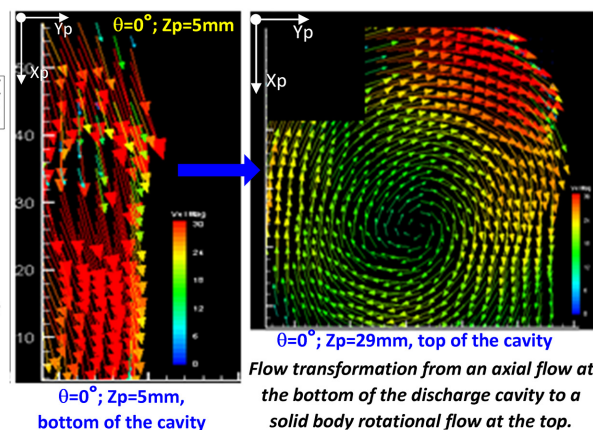 θ=0°; Zp=5mm
Yp
Xp
40
30
20
10
Vel Mag
30
24
18
12
6
0
θ=0°; Zp=5mm,
bottom of the cavity
Yp
Xp
θ=0°; Zp=29mm, top of the cavity
Flow transformation from an axial flow at
the bottom of the discharge cavity to a
solid body rotational flow at the top.